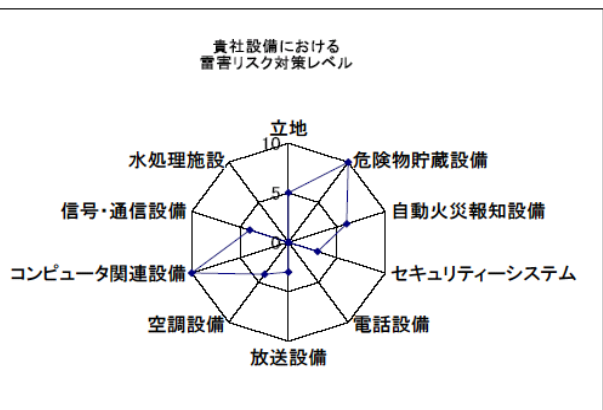 貴社設備における
雷害リスク対策レベル
立地
10
水処理施設
危険物貯蔵設備
5
信号・通信設備
自動火災報知設備
0
コンピュータ関連設備
セキュリティーシステム
空調設備
電話設備
放送設備